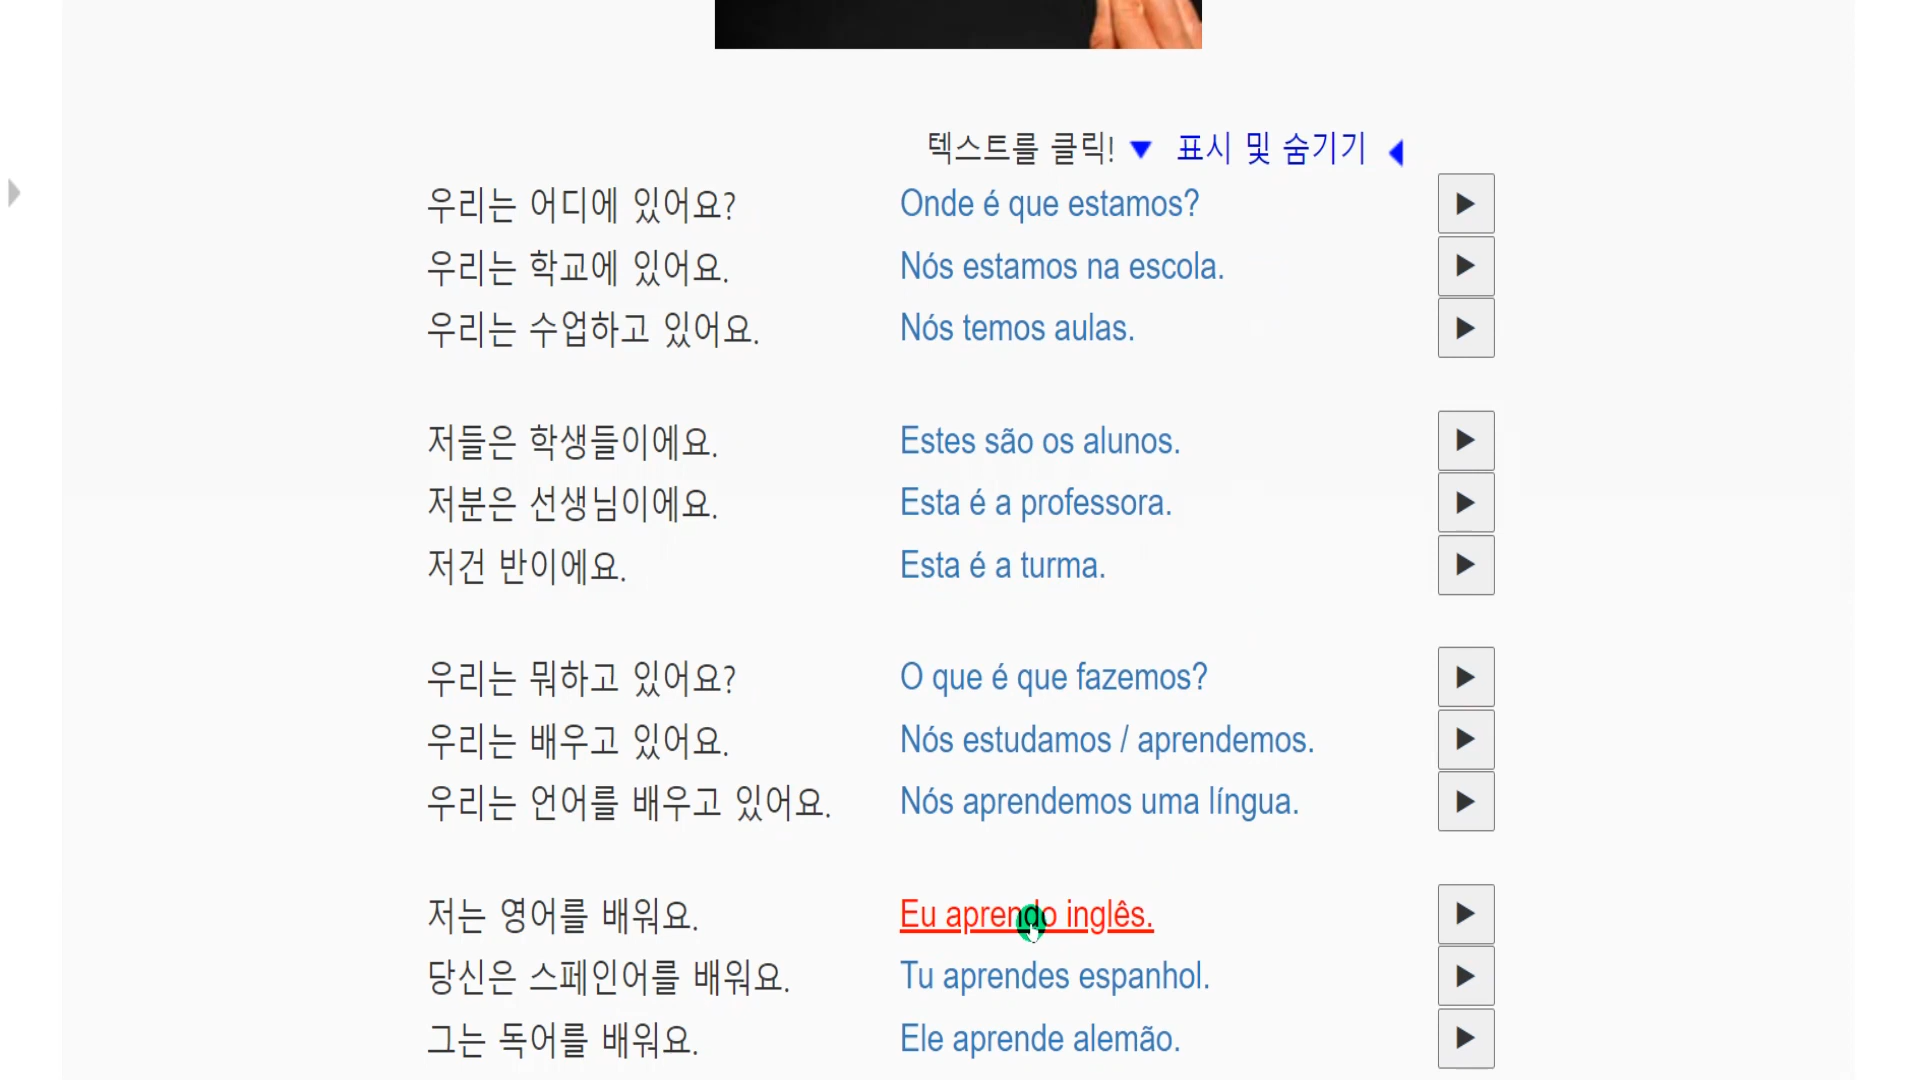 텍스트를 클릭! ▼ 표시 및 숨기기 ◀
우리는 어디에 있어요? Onde é que estamos?
우리는 학교에 있어요. Nós estamos na escola.
우리는 수업하고 있어요. Nós temos aulas.
저들은 학생들이에요. Estes são os alunos.
저분은 선생님이에요. Esta é a professora.
저건 반이에요. Esta é a turma.
우리는 뭐하고 있어요? O que é que fazemos?
우리는 배우고 있어요. Nós estudamos / aprendemos.
우리는 언어를 배우고 있어요. Nós aprendemos uma língua.
저는 영어를 배워요. Eu aprendo inglês.
당신은 스페인어를 배워요. Tu aprendes espanhol.
그는 독어를 배워요. Ele aprende alemão.